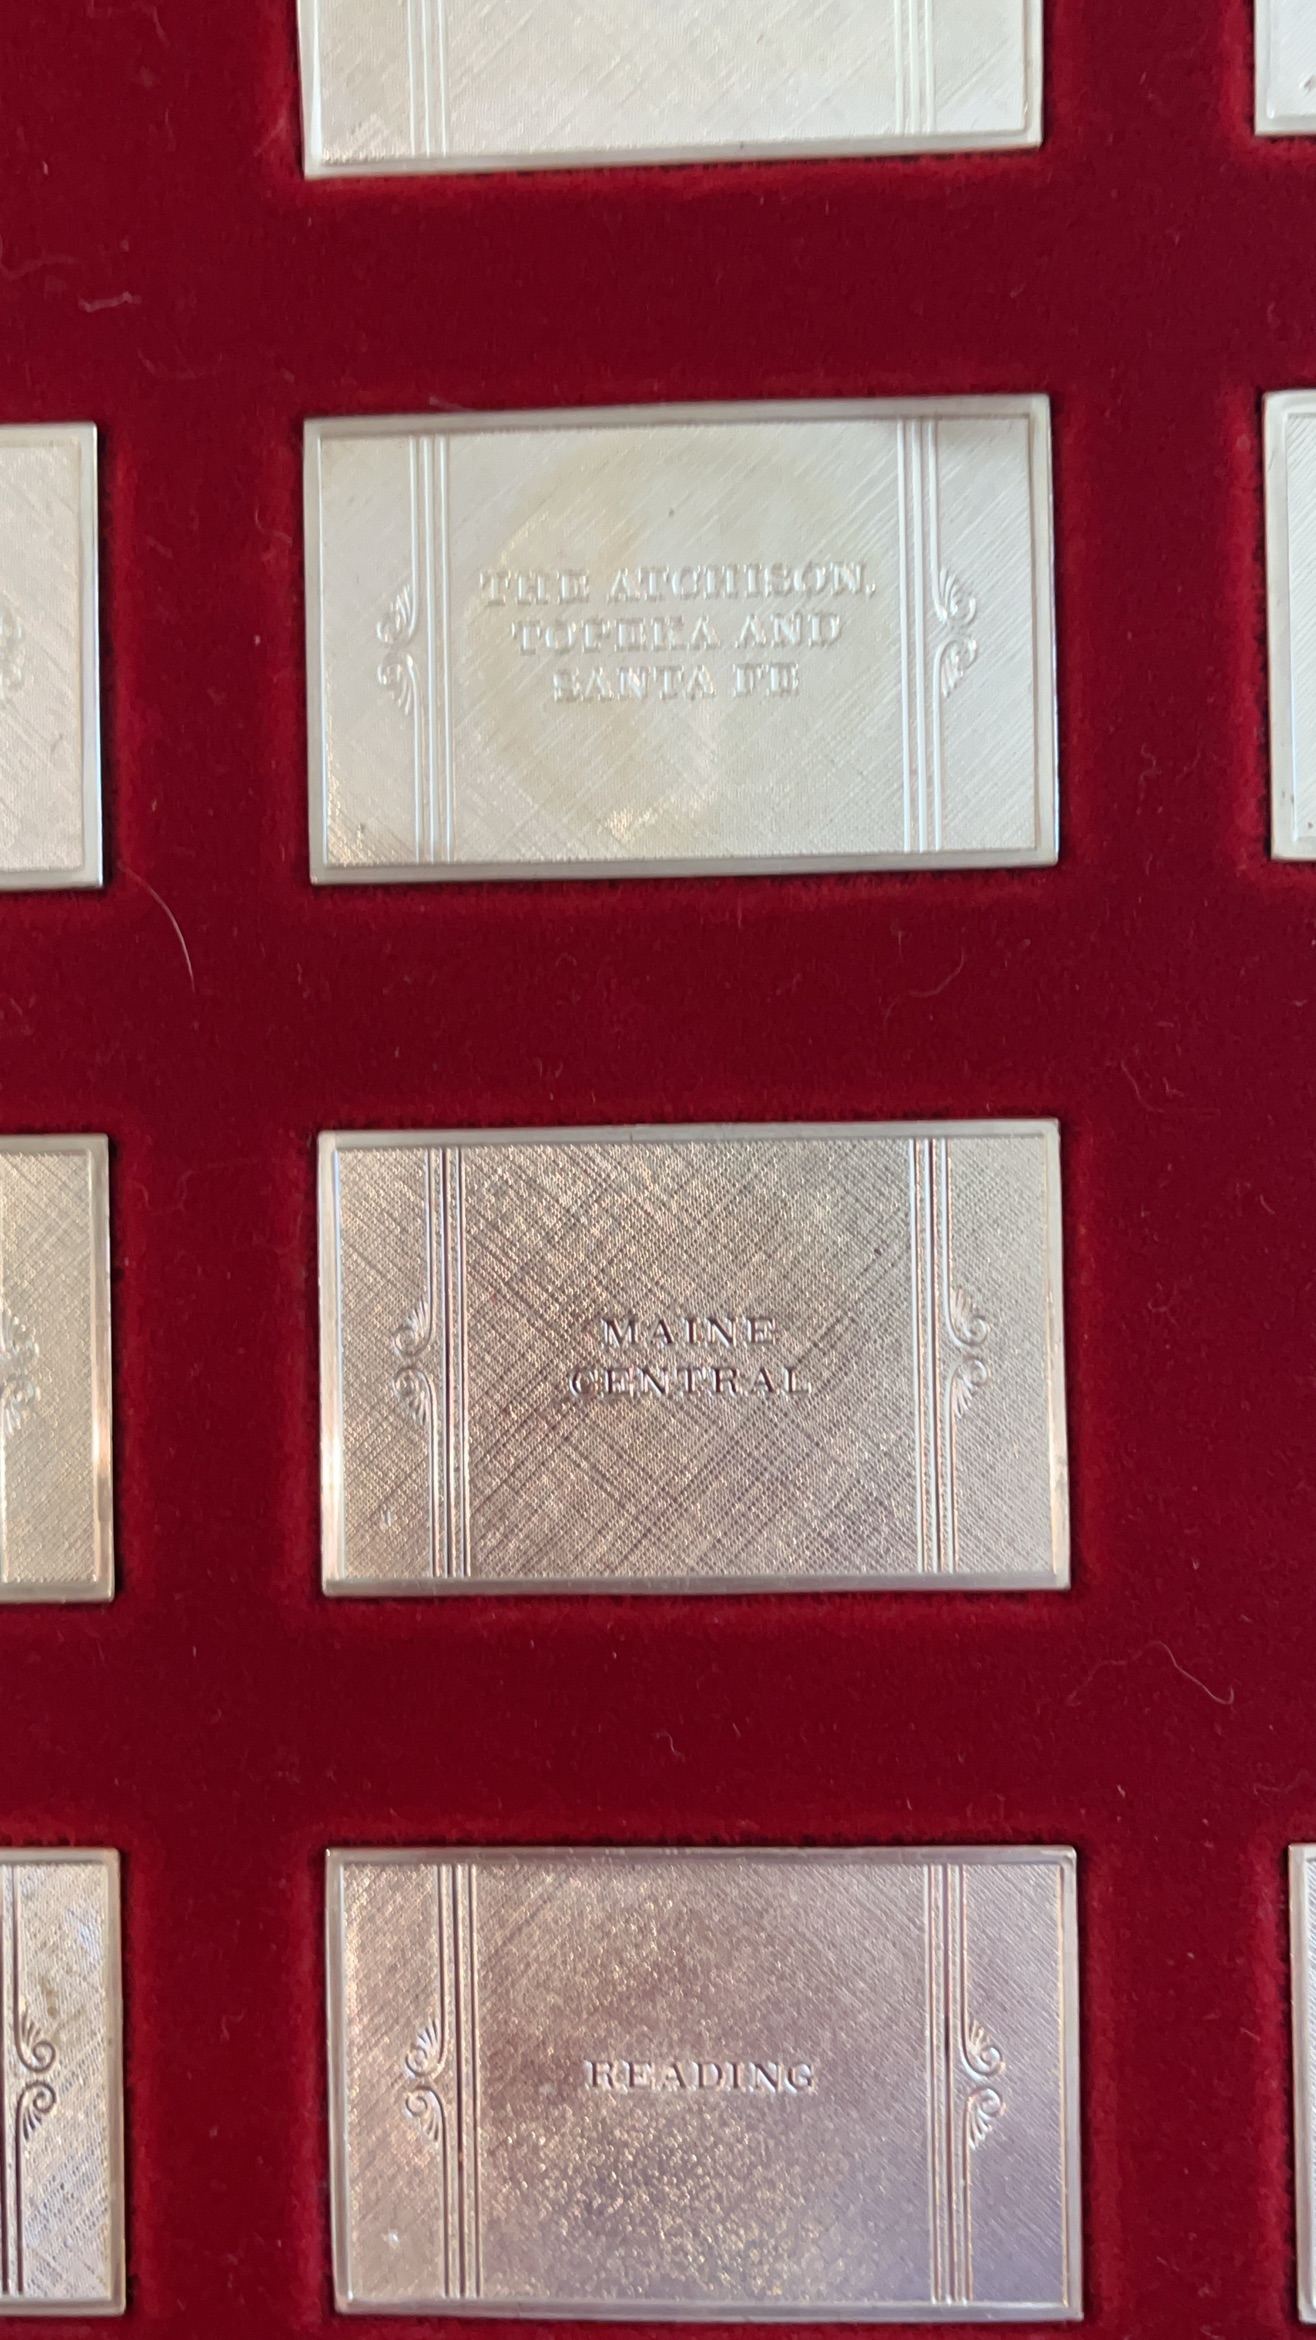 THE ATCHISON,
TOPEKA AND
SANTA FE
MAINE
CENTRAL
READING